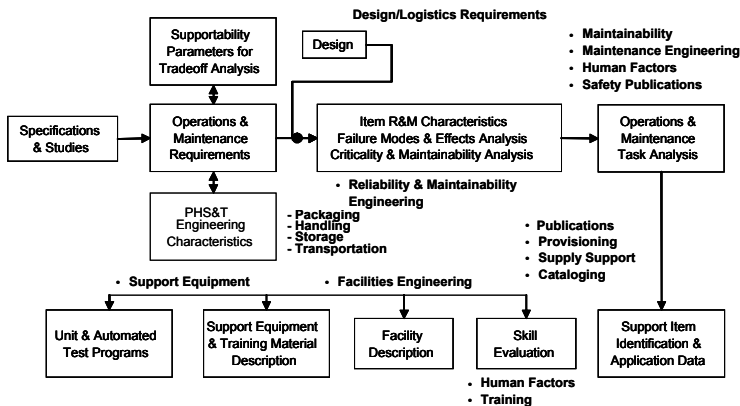 Design/Logistics Requirements
Supportability
Parameters for
Tradeoff Analysis
Design
• Maintainability
• Maintenance Engineering
• Human Factors
• Safety Publications
Specifications
& Studies
Operations &
Maintenance
Requirements
Item R&M Characteristics
Failure Modes & Effects Analysis
Criticality & Maintainability Analysis
Operations &
Maintenance
Task Analysis
• Reliability & Maintainability
Engineering
PHS&T
Engineering
Characteristics
- Packaging
- Handling
- Storage
- Transportation
• Publications
• Provisioning
• Supply Support
• Cataloging
• Support Equipment
• Facilities Engineering
Unit & Automated
Test Programs
Support Equipment
& Training Material
Description
Facility
Description
Skill
Evaluation
Support Item
Identification &
Application Data
• Human Factors
• Training